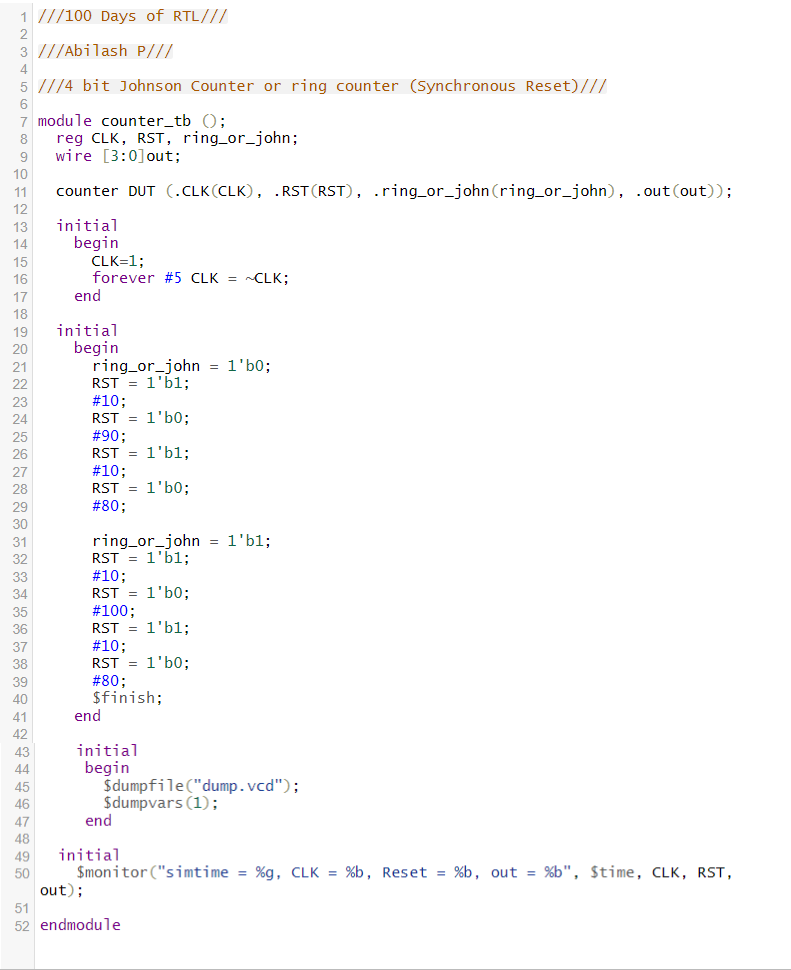 1 ///100 Days of RTL///
2
3 ///Abilash P///
4
5 ///4 bit Johnson Counter or ring counter (Synchronous Reset)///
6
7 module counter_tb ();
8   reg CLK, RST, ring_or_john;
9   wire [3:0]out;
10
11   counter DUT (.CLK(CLK), .RST(RST), .ring_or_john(ring_or_john), .out(out));
12
13   initial
14     begin
15       CLK=1;
16       forever #5 CLK = ~CLK;
17     end
18
19   initial
20     begin
21       ring_or_john = 1'b0;
22       RST = 1'b1;
23       #10;
24       RST = 1'b0;
25       #90;
26       RST = 1'b1;
27       #10;
28       RST = 1'b0;
29       #80;
30
31       ring_or_john = 1'b1;
32       RST = 1'b1;
33       #10;
34       RST = 1'b0;
35       #100;
36       RST = 1'b1;
37       #10;
38       RST = 1'b0;
39       #80;
40       $finish;
41     end
42
43     initial
44      begin
45        $dumpfile("dump.vcd");
46        $dumpvars(1);
47      end
48
49   initial
50     $monitor("simtime = %g, CLK = %b, Reset = %b, out = %b", $time, CLK, RST,
out);
51
52 endmodule